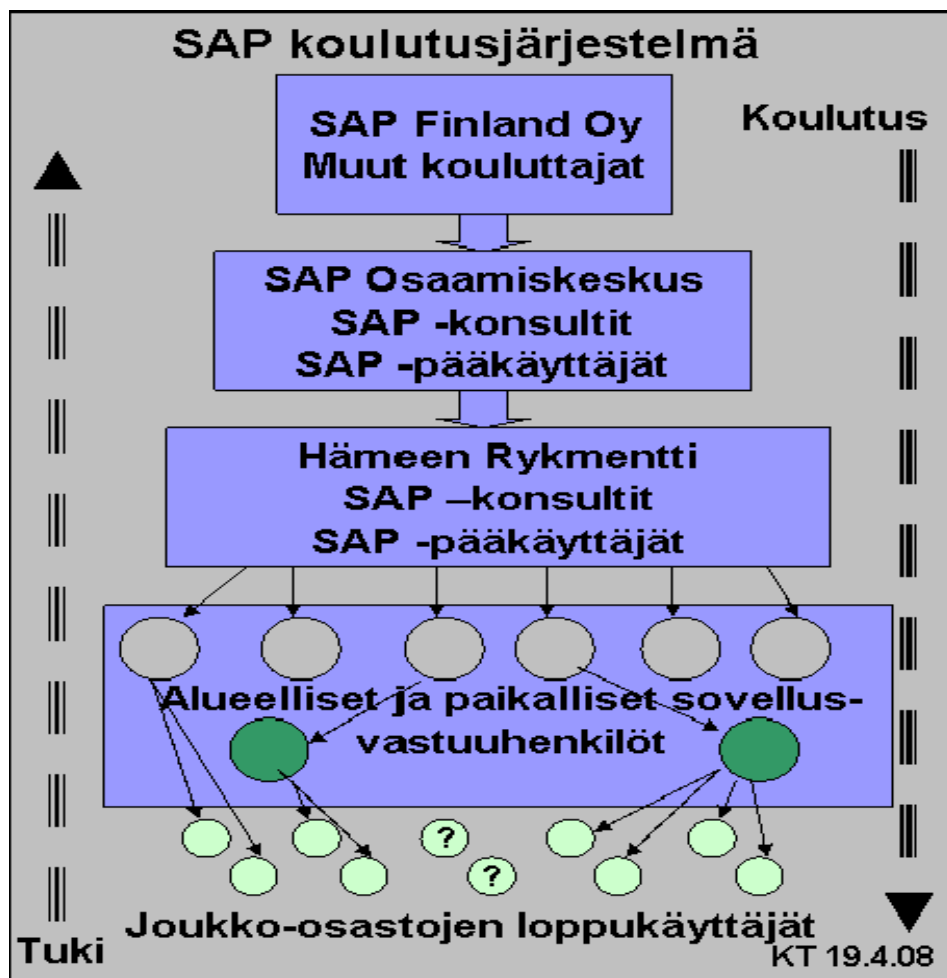 SAP koulutusjärjestelmä
SAP Finland Oy
Muut kouluttajat
Koulutus
SAP Osaamiskeskus
SAP -konsultit
SAP -pääkäyttäjät
Hämeen Rykmentti
SAP –konsultit
SAP -pääkäyttäjät
Alueelliset ja paikalliset sovellus-
vastuuhenkilöt
?
?
Joukko-osastojen loppukäyttäjät
Tuki
KT 19.4.08